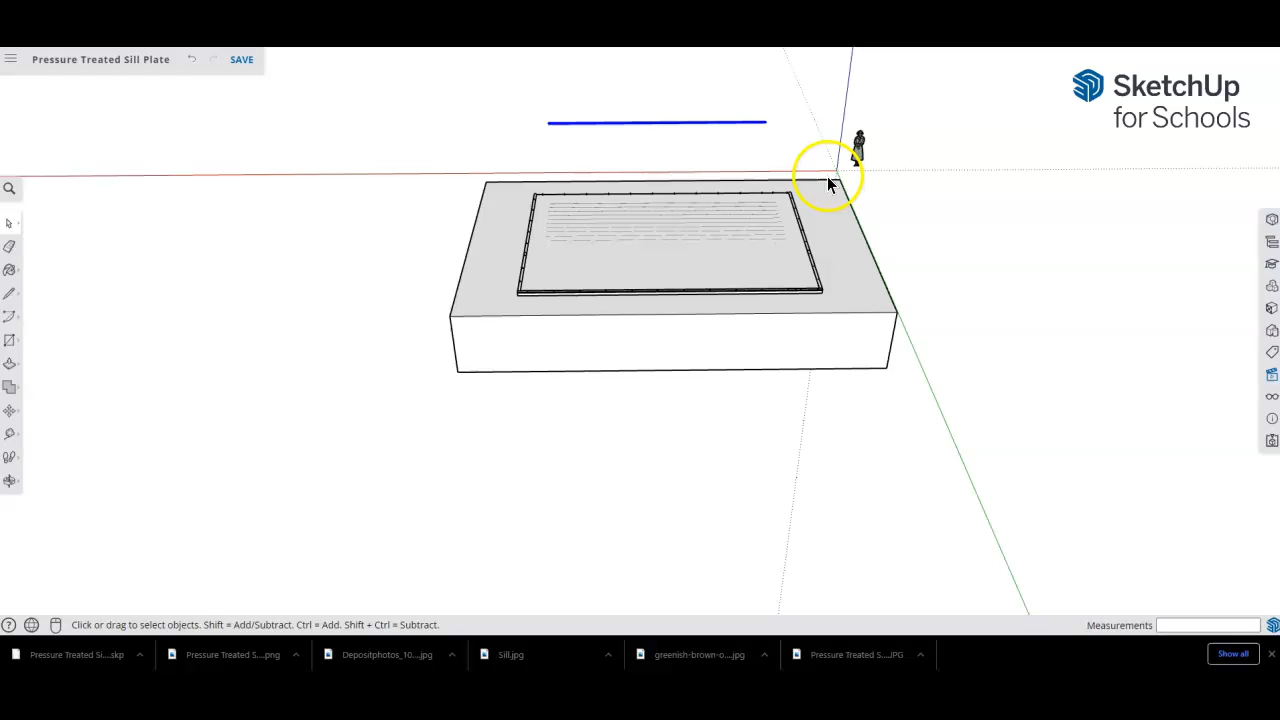 Pressure Treated Sill Plate
SAVE
SketchUp
for Schools
? Click or drag to select objects. Shift = Add/Subtract. Ctrl = Add. Shift + Ctrl = Subtract.
Measurements
Pressure Treated Si....skp
Pressure Treated S....png
Depositphotos_10....jpg
Sill.jpg
greenish-brown-o....jpg
Pressure Treated S....JPG
Show all